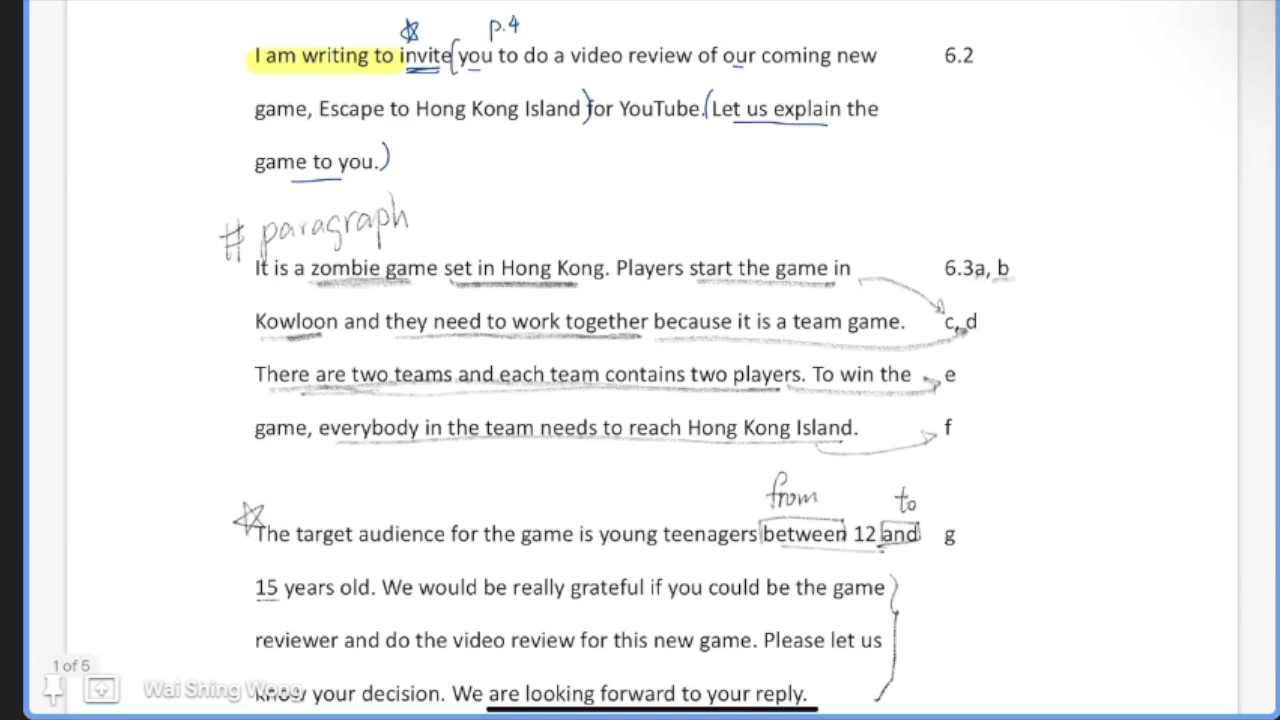 p.4
I am writing to invite you to do a video review of our coming new 6.2
game, Escape to Hong Kong Island) for YouTube. (Let us explain the
game to you.)
# paragraph
It is a zombie game set in Hong Kong. Players start the game in 6.3a, b
Kowloon and they need to work together because it is a team game. c, d
There are two teams and each team contains two players. To win the e
game, everybody in the team needs to reach Hong Kong Island. f
from to
The target audience for the game is young teenagers between 12 and g
15 years old. We would be really grateful if you could be the game
reviewer and do the video review for this new game. Please let us
1 of 5
know your decision. We are looking forward to your reply.
Wai Shing Wong